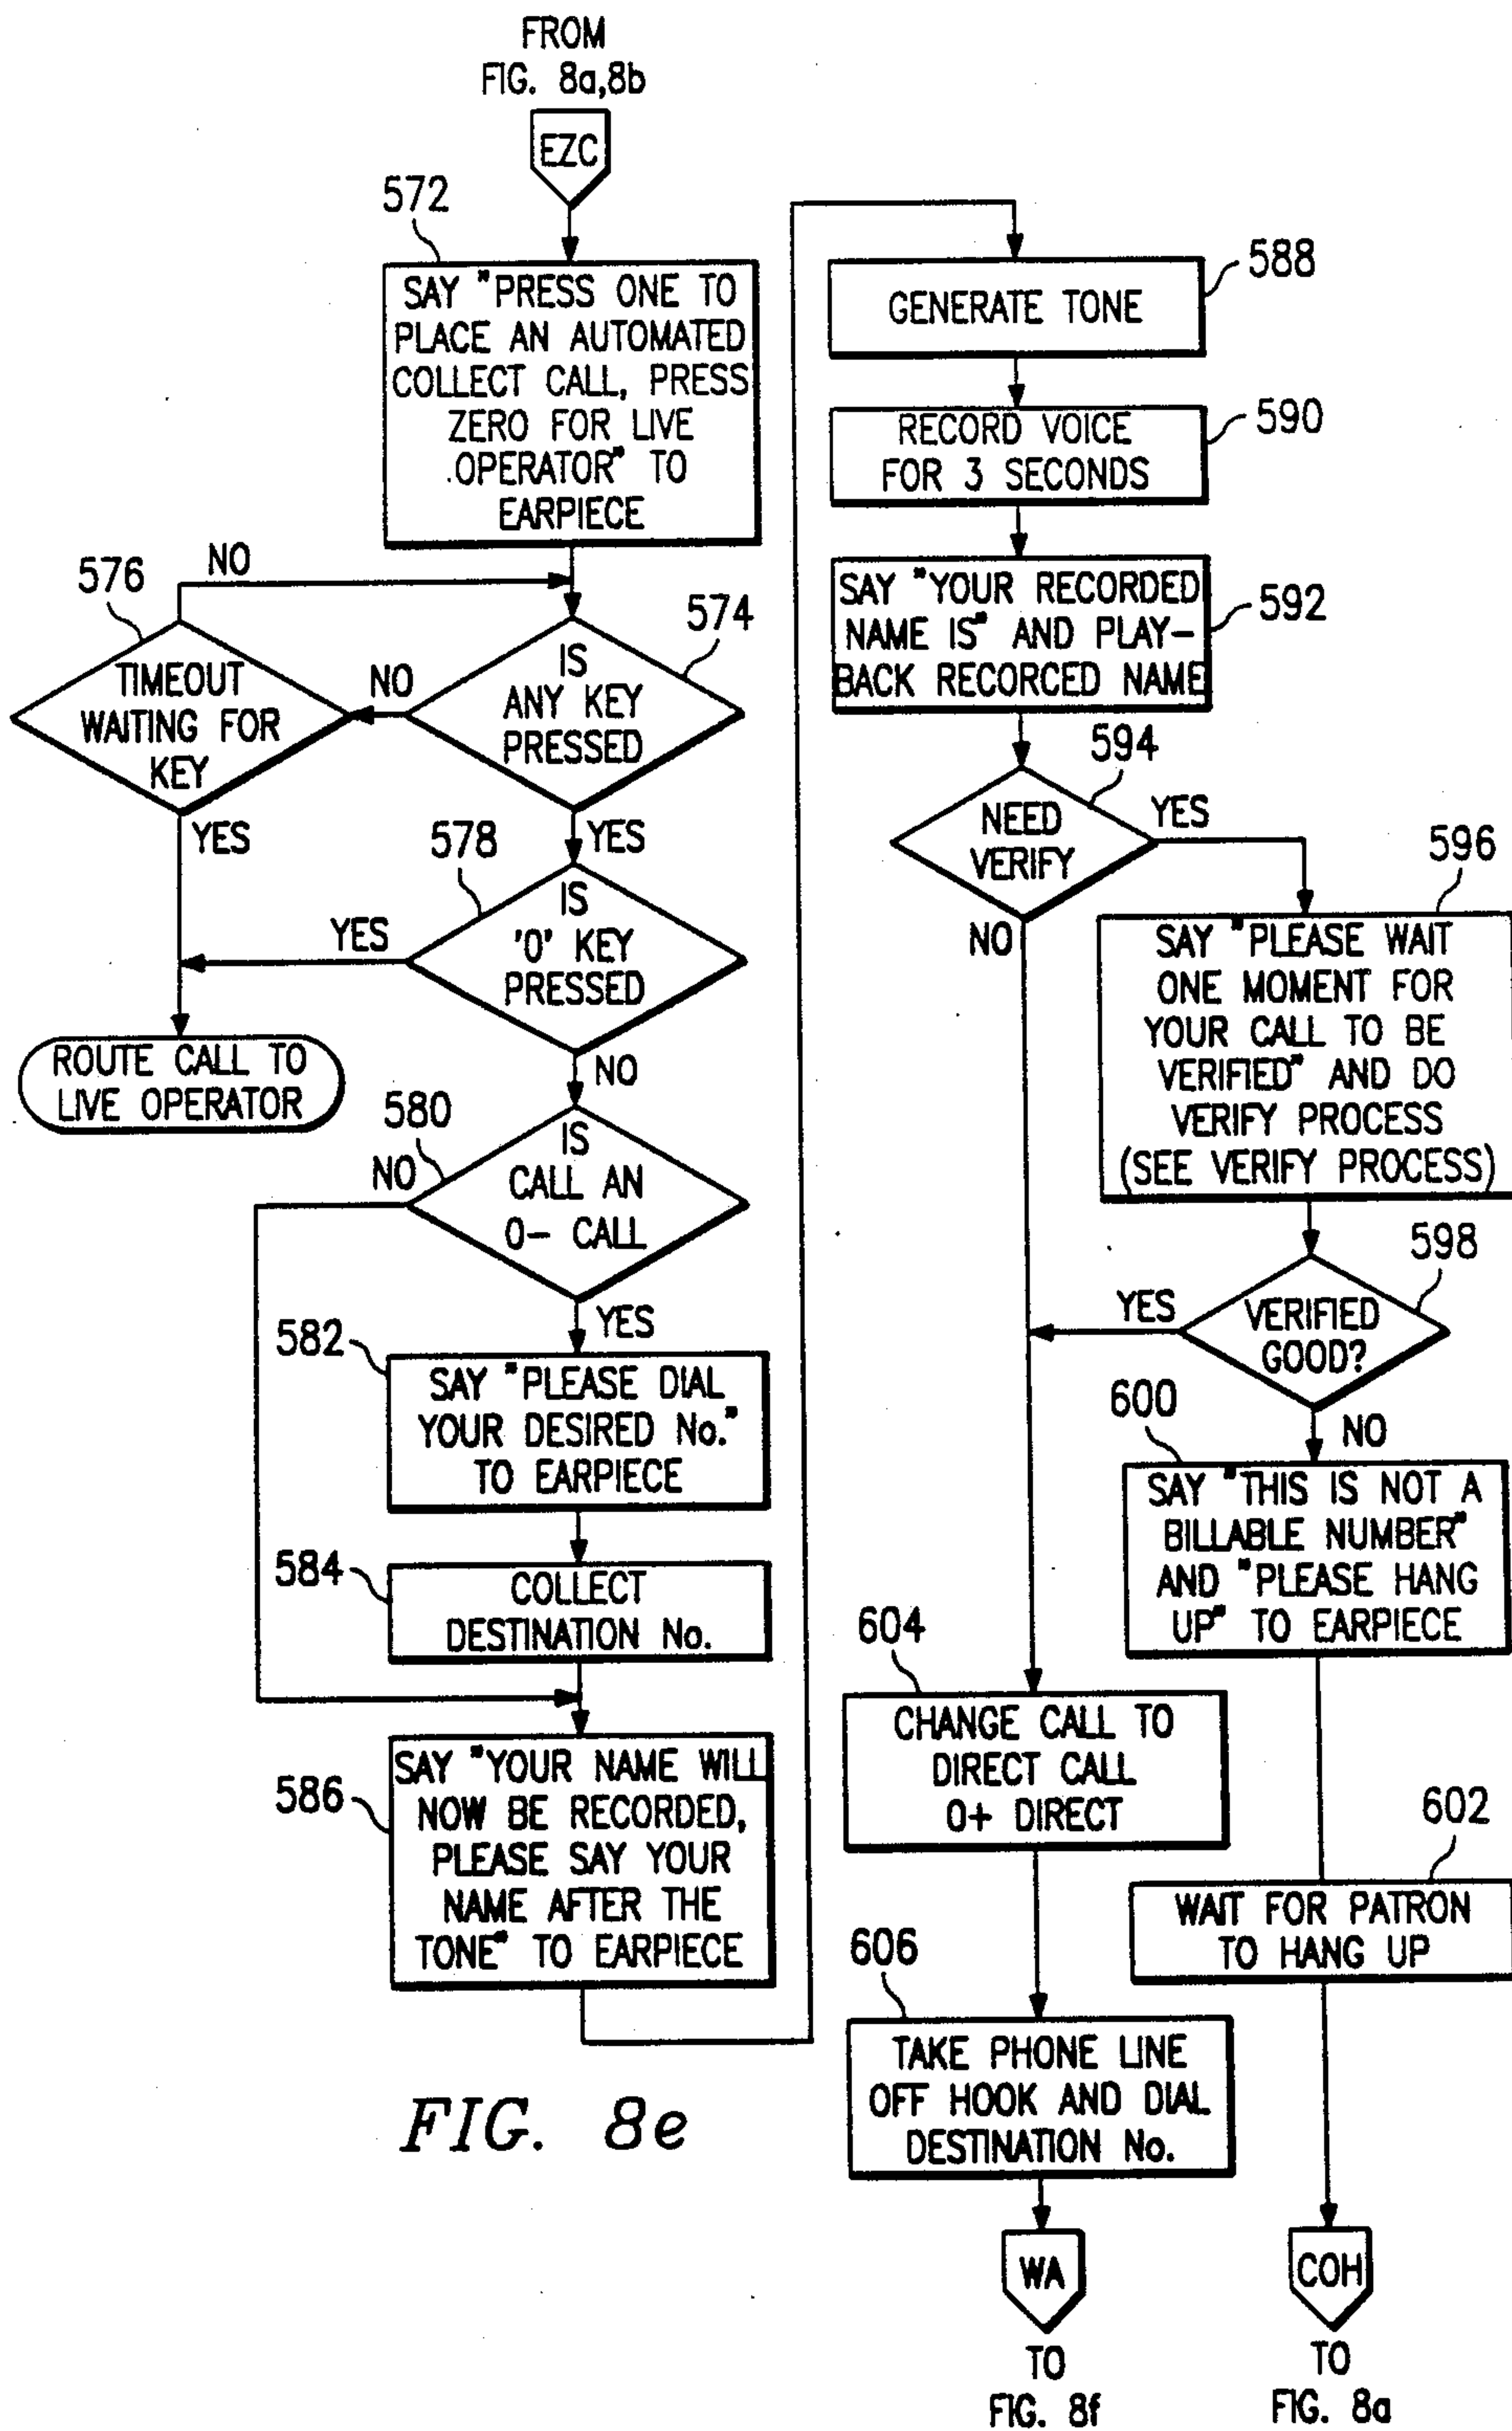 FROM
FIG. 8a,8b
EZC
572
SAY "PRESS ONE TO
PLACE AN AUTOMATED
COLLECT CALL, PRESS
ZERO FOR LIVE
OPERATOR" TO
EARPIECE
576
NO
574
TIMEOUT
WAITING FOR
KEY
NO
IS
ANY KEY
PRESSED
YES
578
YES
IS
'0' KEY
PRESSED
YES
ROUTE CALL TO
LIVE OPERATOR
NO
580
NO
IS
CALL AN
0- CALL
YES
582
SAY "PLEASE DIAL
YOUR DESIRED No."
TO EARPIECE
584
COLLECT
DESTINATION No.
586
SAY "YOUR NAME WILL
NOW BE RECORDED,
PLEASE SAY YOUR
NAME AFTER THE
TONE" TO EARPIECE
588
GENERATE TONE
590
RECORD VOICE
FOR 3 SECONDS
592
SAY "YOUR RECORDED
NAME IS" AND PLAY-
BACK RECORCED NAME
594
NEED
VERIFY
YES
NO
596
SAY "PLEASE WAIT
ONE MOMENT FOR
YOUR CALL TO BE
VERIFIED" AND DO
VERIFY PROCESS
(SEE VERIFY PROCESS)
598
YES
VERIFIED
GOOD?
NO
600
SAY "THIS IS NOT A
BILLABLE NUMBER"
AND "PLEASE HANG
UP" TO EARPIECE
604
CHANGE CALL TO
DIRECT CALL
0+ DIRECT
602
WAIT FOR PATRON
TO HANG UP
606
TAKE PHONE LINE
OFF HOOK AND DIAL
DESTINATION No.
WA
TO
FIG. 8f
COH
TO
FIG. 8a
FIG. 8e